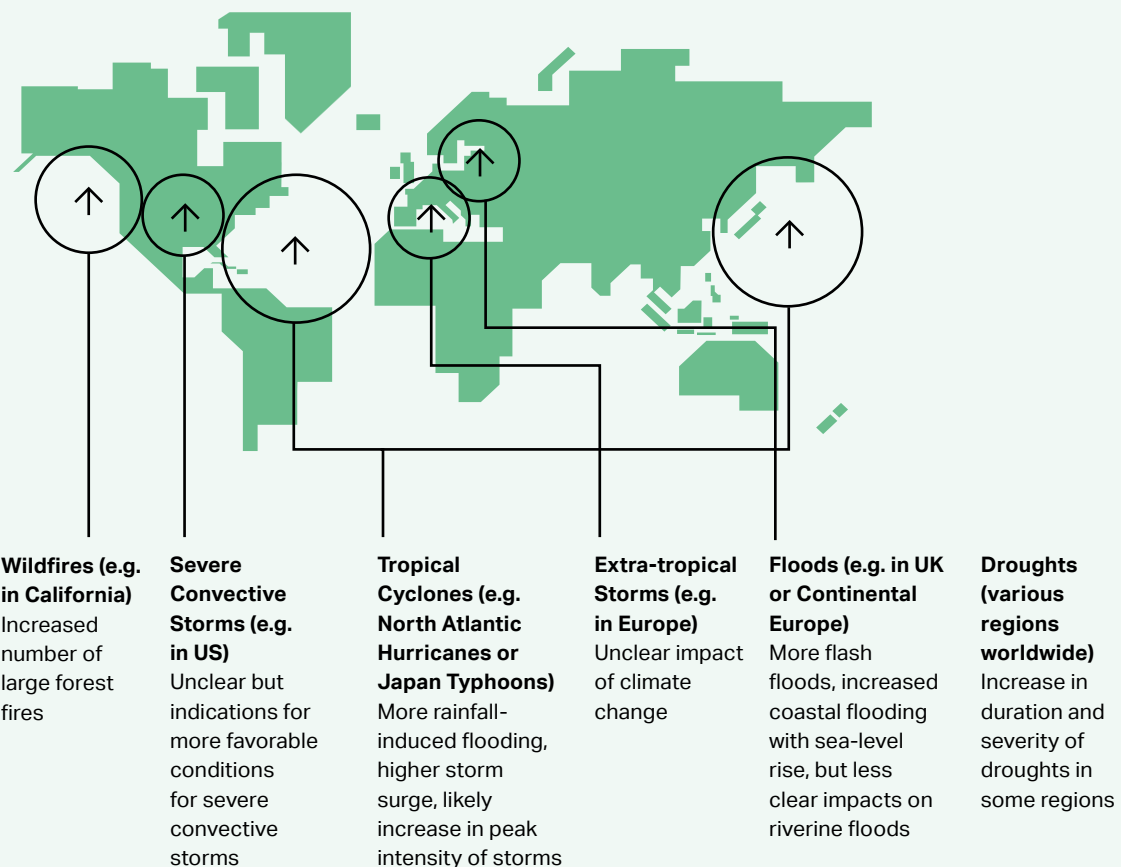 Wildfires (e.g.
in California)
Increased
number of
large forest
fires
Severe
Convective
Storms (e.g.
in US)
Unclear but
indications for
more favorable
conditions
for severe
convective
storms
Tropical
Cyclones (e.g.
North Atlantic
Hurricanes or
Japan Typhoons)
More rainfall-
induced flooding,
higher storm
surge, likely
increase in peak
intensity of storms
Extra-tropical
Storms (e.g.
in Europe)
Unclear impact
of climate
change
Floods (e.g. in UK
or Continental
Europe)
More flash
floods, increased
coastal flooding
with sea-level
rise, but less
clear impacts on
riverine floods
Droughts
(various
regions
worldwide)
Increase in
duration and
severity of
droughts in
some regions